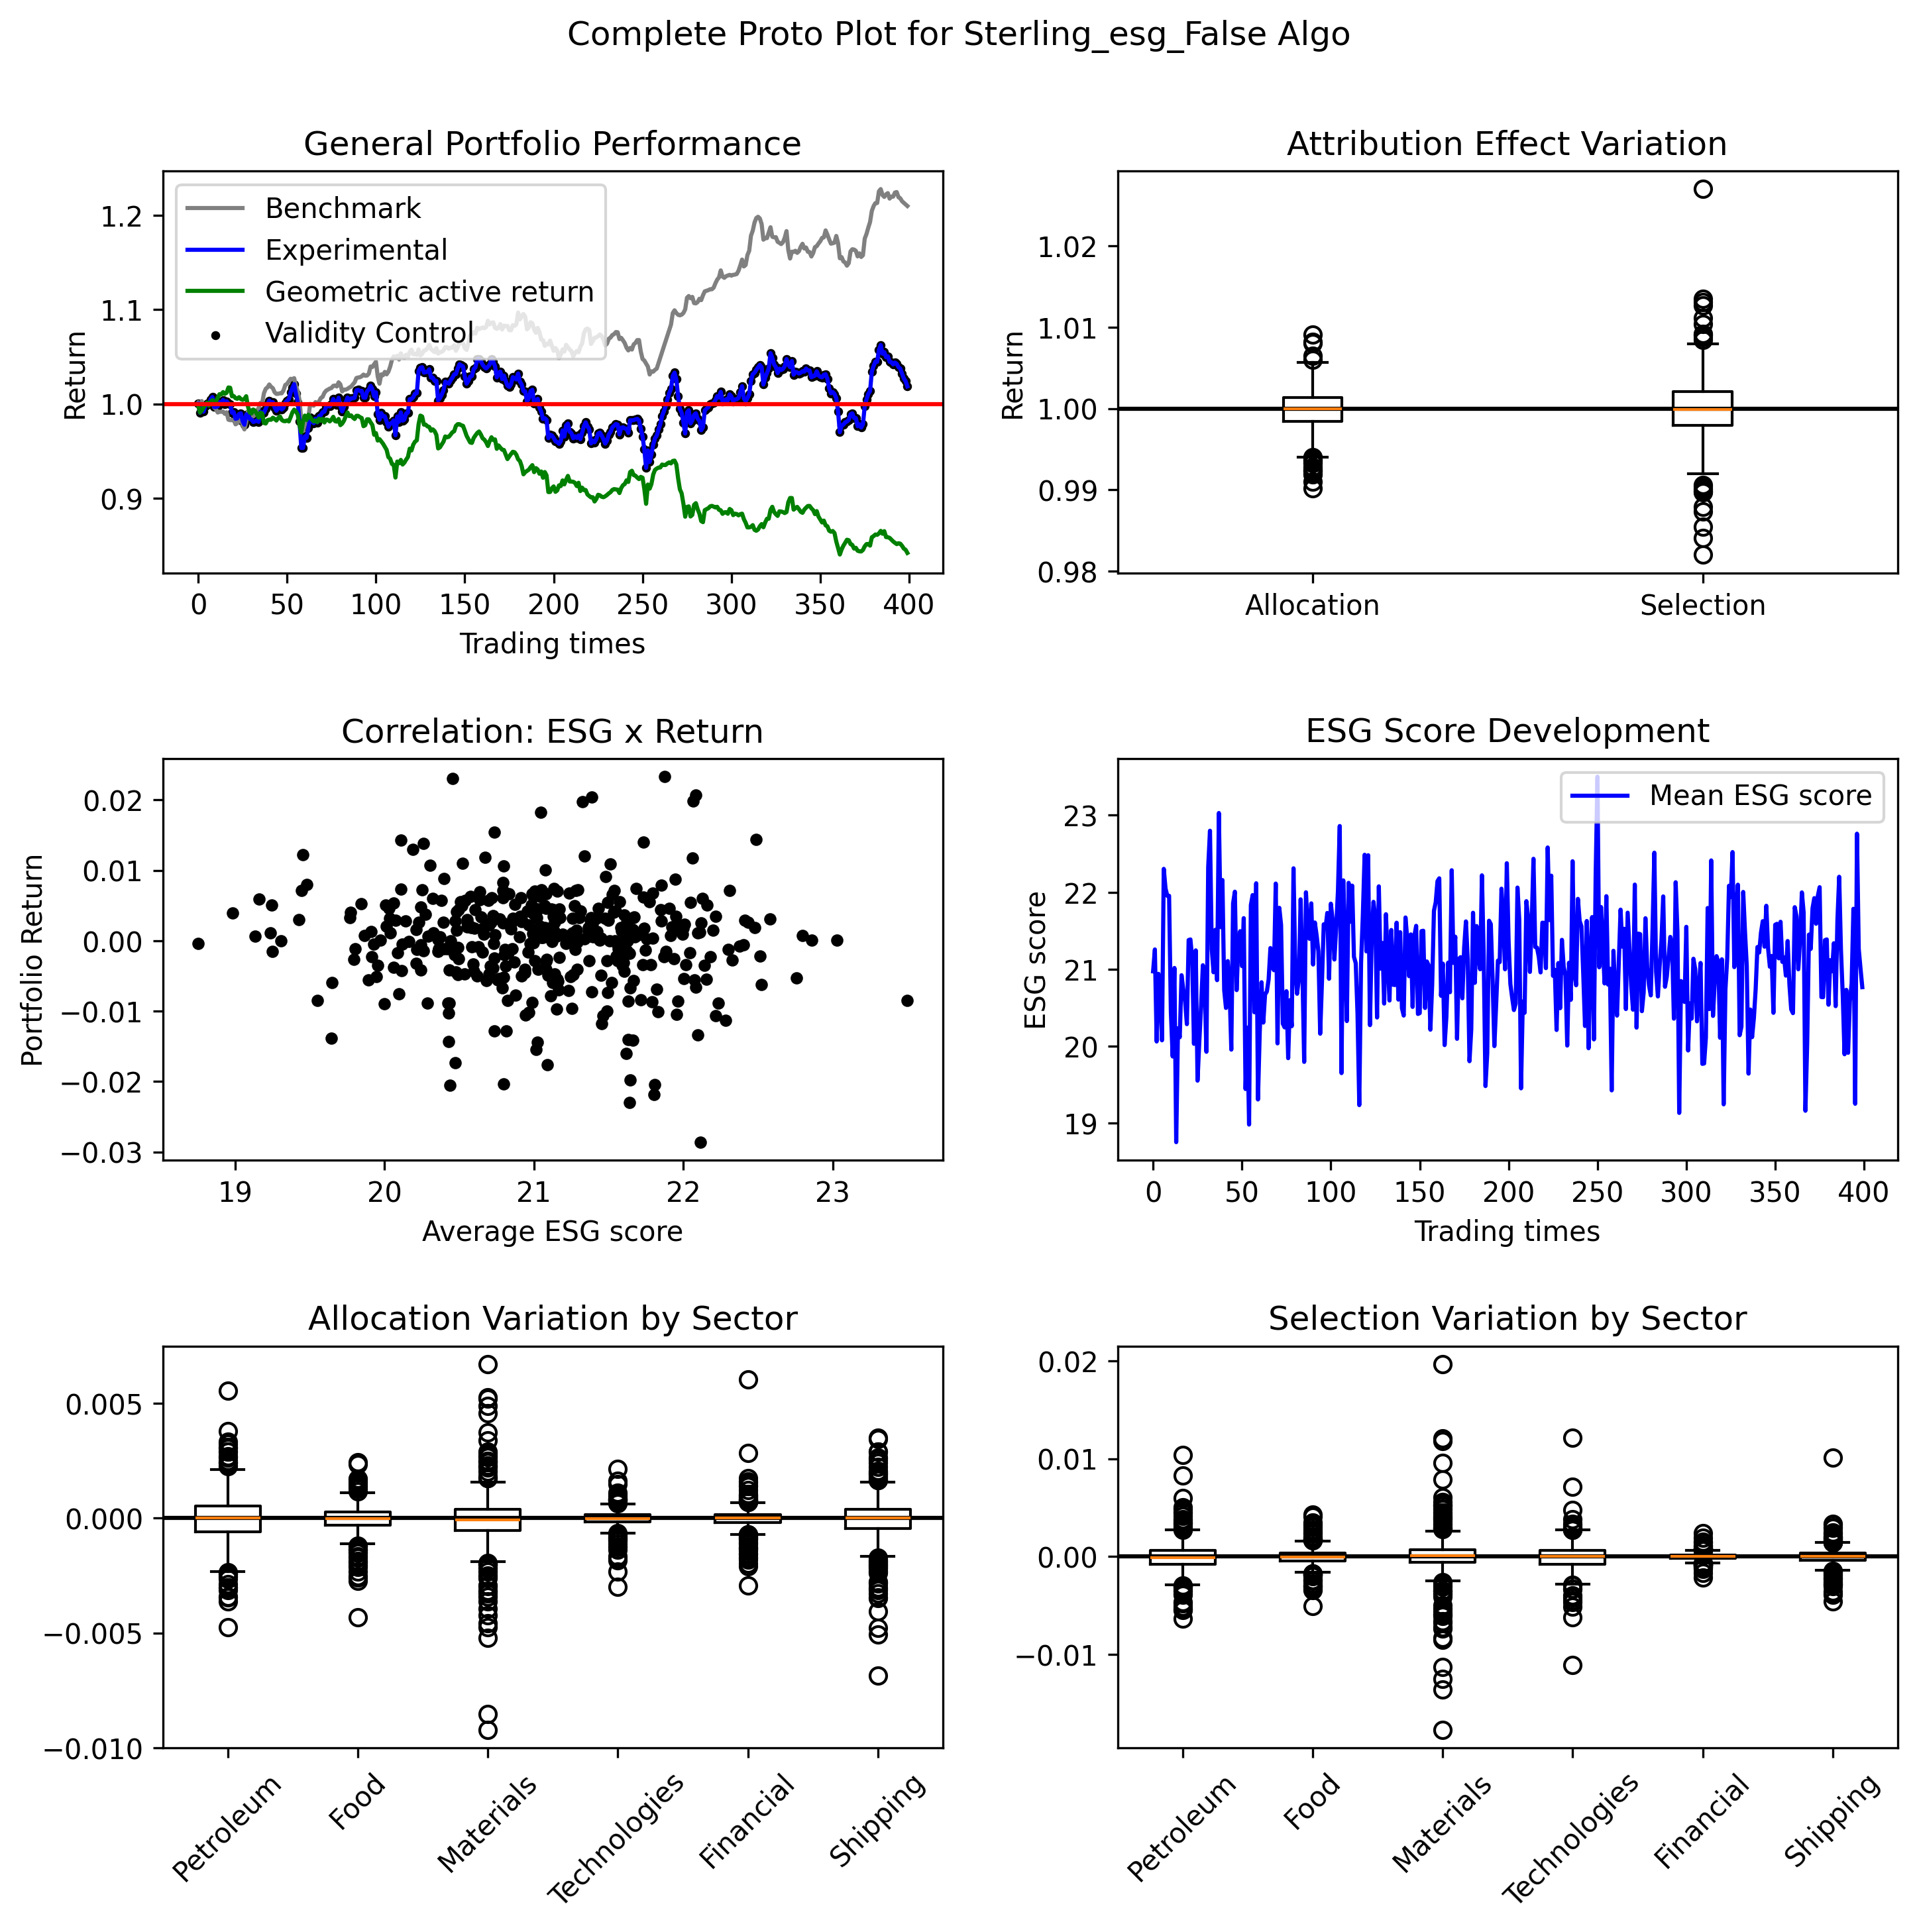 Complete Proto Plot for Sterling_esg_False Algo
General Portfolio Performance
Return
1.2
1.1
1.0
0.9
Benchmark
Experimental
Geometric active return
Validity Control
0 50 100 150 200 250 300 350 400
Trading times
Attribution Effect Variation
Return
1.02
1.01
1.00
0.99
0.98
Allocation Selection
Correlation: ESG x Return
Portfolio Return
0.02
0.01
0.00
−0.01
−0.02
−0.03
19 20 21 22 23
Average ESG score
ESG Score Development
ESG score
23
22
21
20
19
Mean ESG score
0 50 100 150 200 250 300 350 400
Trading times
Allocation Variation by Sector
0.005
0.000
−0.005
−0.010
Petroleum
Food
Materials
Technologies
Financial
Shipping
Selection Variation by Sector
0.02
0.01
0.00
−0.01
Petroleum
Food
Materials
Technologies
Financial
Shipping